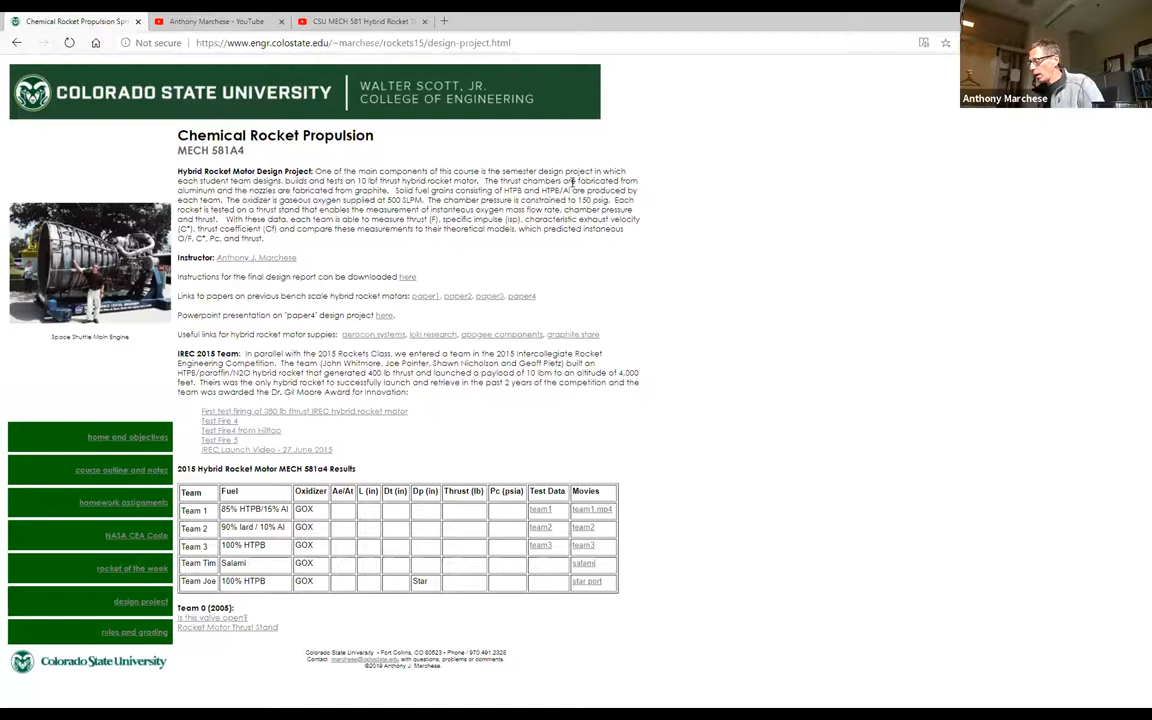 Chemical Rocket Propulsion Spr
Anthony Marchese - YouTube
CSU MECH 581 Hybrid Rocket T
Not secure
https://www.engr.colostate.edu/~marchese/rockets15/design-project.html
Anthony Marchese
COLORADO STATE UNIVERSITY
WALTER SCOTT, JR.
COLLEGE OF ENGINEERING
Chemical Rocket Propulsion
MECH 581A4
Hybrid Rocket Motor Design Project: One of the main components of this course is the semester design project in which
each student team designs, builds and tests an 10 lbf thrust hybrid rocket motor. The thrust chambers are fabricated from
aluminum and the nozzles are fabricated from graphite. Solid fuel grains consisting of HTPB and HTPB/Al are produced by
each team. The oxidizer is gaseous oxygen supplied at 500 SLPM. The chamber pressure is constrained to 150 psig. Each
rocket is tested on a thrust stand that enables the measurement of instanteous oxygen mass flow rate, chamber pressure
and thrust. With these data, each team is able to measure thrust (F), specific impulse (Isp), characteristic exhaust velocity
(C*), thrust coefficient (Cf) and compare these measurements to their theoretical models, which predicted instaneous
O/F, C*, Pc, and thrust.
Instructor: Anthony J. Marchese
Instructions for the final design report can be downloaded here
Links to papers on previous bench scale hybrid rocket motors: paper1, paper2, paper3, paper4
Powerpoint presentation on "paper4" design project here.
Useful links for hybrid rocket motor suppies: aerocon systems, loki research, apogee components, graphite store
Space Shuttle Main Engine
IREC 2015 Team: In parallel with the 2015 Rockets Class, we entered a team in the 2015 Intercollegiate Rocket
Engineering Competition. The team (John Whitmore, Joe Pointer, Shawn Nicholson and Geoff Pietz) built an
HTPB/paraffin/N2O hybrid rocket that generated 400 lb thrust and launched a payload of 10 lbm to an altitude of 4,000
feet. Theirs was the only hybrid rocket to successfully launch and retrieve in the past 2 years of the competition and the
team was awarded the Dr. Gil Moore Award for Innovation:
First test firing of 380 lb thrust IREC hybrid rocket motor
Test Fire 4
Test Fire4 from Hilltop
Test Fire 5
IREC Launch Video - 27 June 2015
home and objectives
course outline and notes
homework assignments
NASA CEA Code
rocket of the week
design project
rules and grading
2015 Hybrid Rocket Motor MECH 581a4 Results
Team Fuel Oxidizer Ae/At L (in) Dt (in) Dp (in) Thrust (lb) Pc (psia) Test Data Movies
Team 1 85% HTPB/15% Al GOX team1 team1.mp4
Team 2 90% lard / 10% Al GOX team2 team2
Team 3 100% HTPB GOX team3 team3
Team Tim Salami GOX salami
Team Joe 100% HTPB GOX Star star port
Team 0 (2005):
Is this valve open?
Rocket Motor Thrust Stand
Colorado State University
Colorado State University • Fort Collins, CO 80523 • Phone / 970.491.2328
Contact marchese@colostate.edu with questions, problems or comments.
©2019 Anthony J. Marchese.